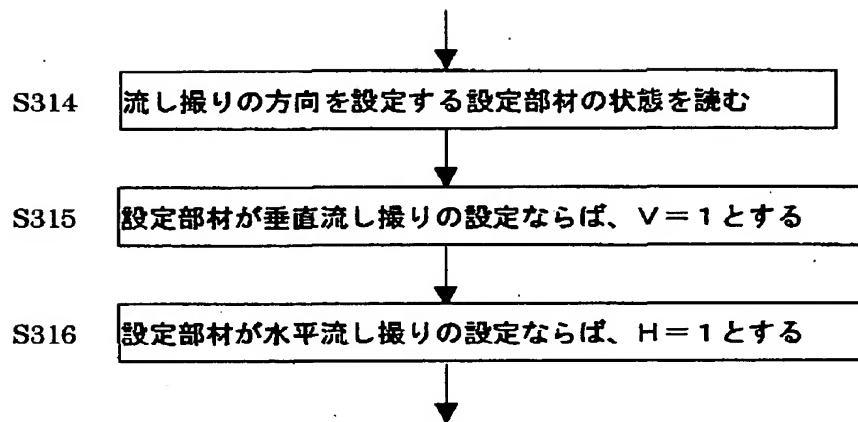 S314 流し撮りの方向を設定する設定部材の状態を読む
S315 設定部材が垂直流し撮りの設定ならば、V=1とする
S316 設定部材が水平流し撮りの設定ならば、H=1とする